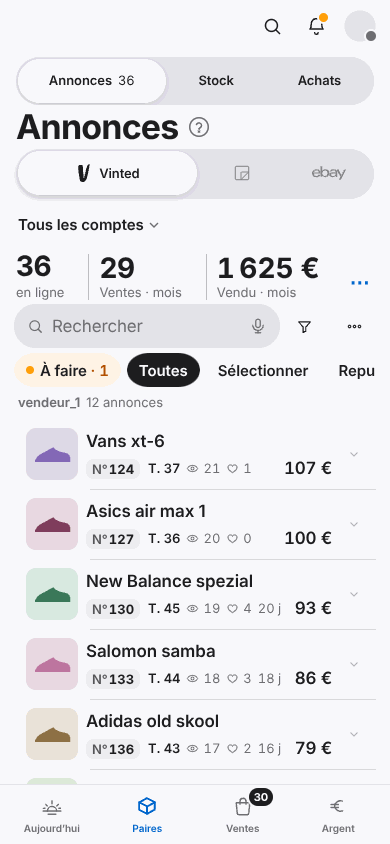 Annonces 36 Stock Achats
Annonces ?
Vinted ebay
Tous les comptes
36 29 1 625 €
en ligne Ventes · mois Vendu · mois ...
Rechercher
À faire · 1 Toutes Sélectionner Repu
vendeur_1 12 annonces
Vans xt-6
N°124 T. 37 21 1 107 €
Asics air max 1
N°127 T. 36 20 0 100 €
New Balance spezial
N°130 T. 45 19 4 20 j 93 €
Salomon samba
N°133 T. 44 18 3 18 j 86 €
Adidas old skool
N°136 T. 43 17 2 16 j 79 €
30
Aujourd'hui Paires Ventes Argent